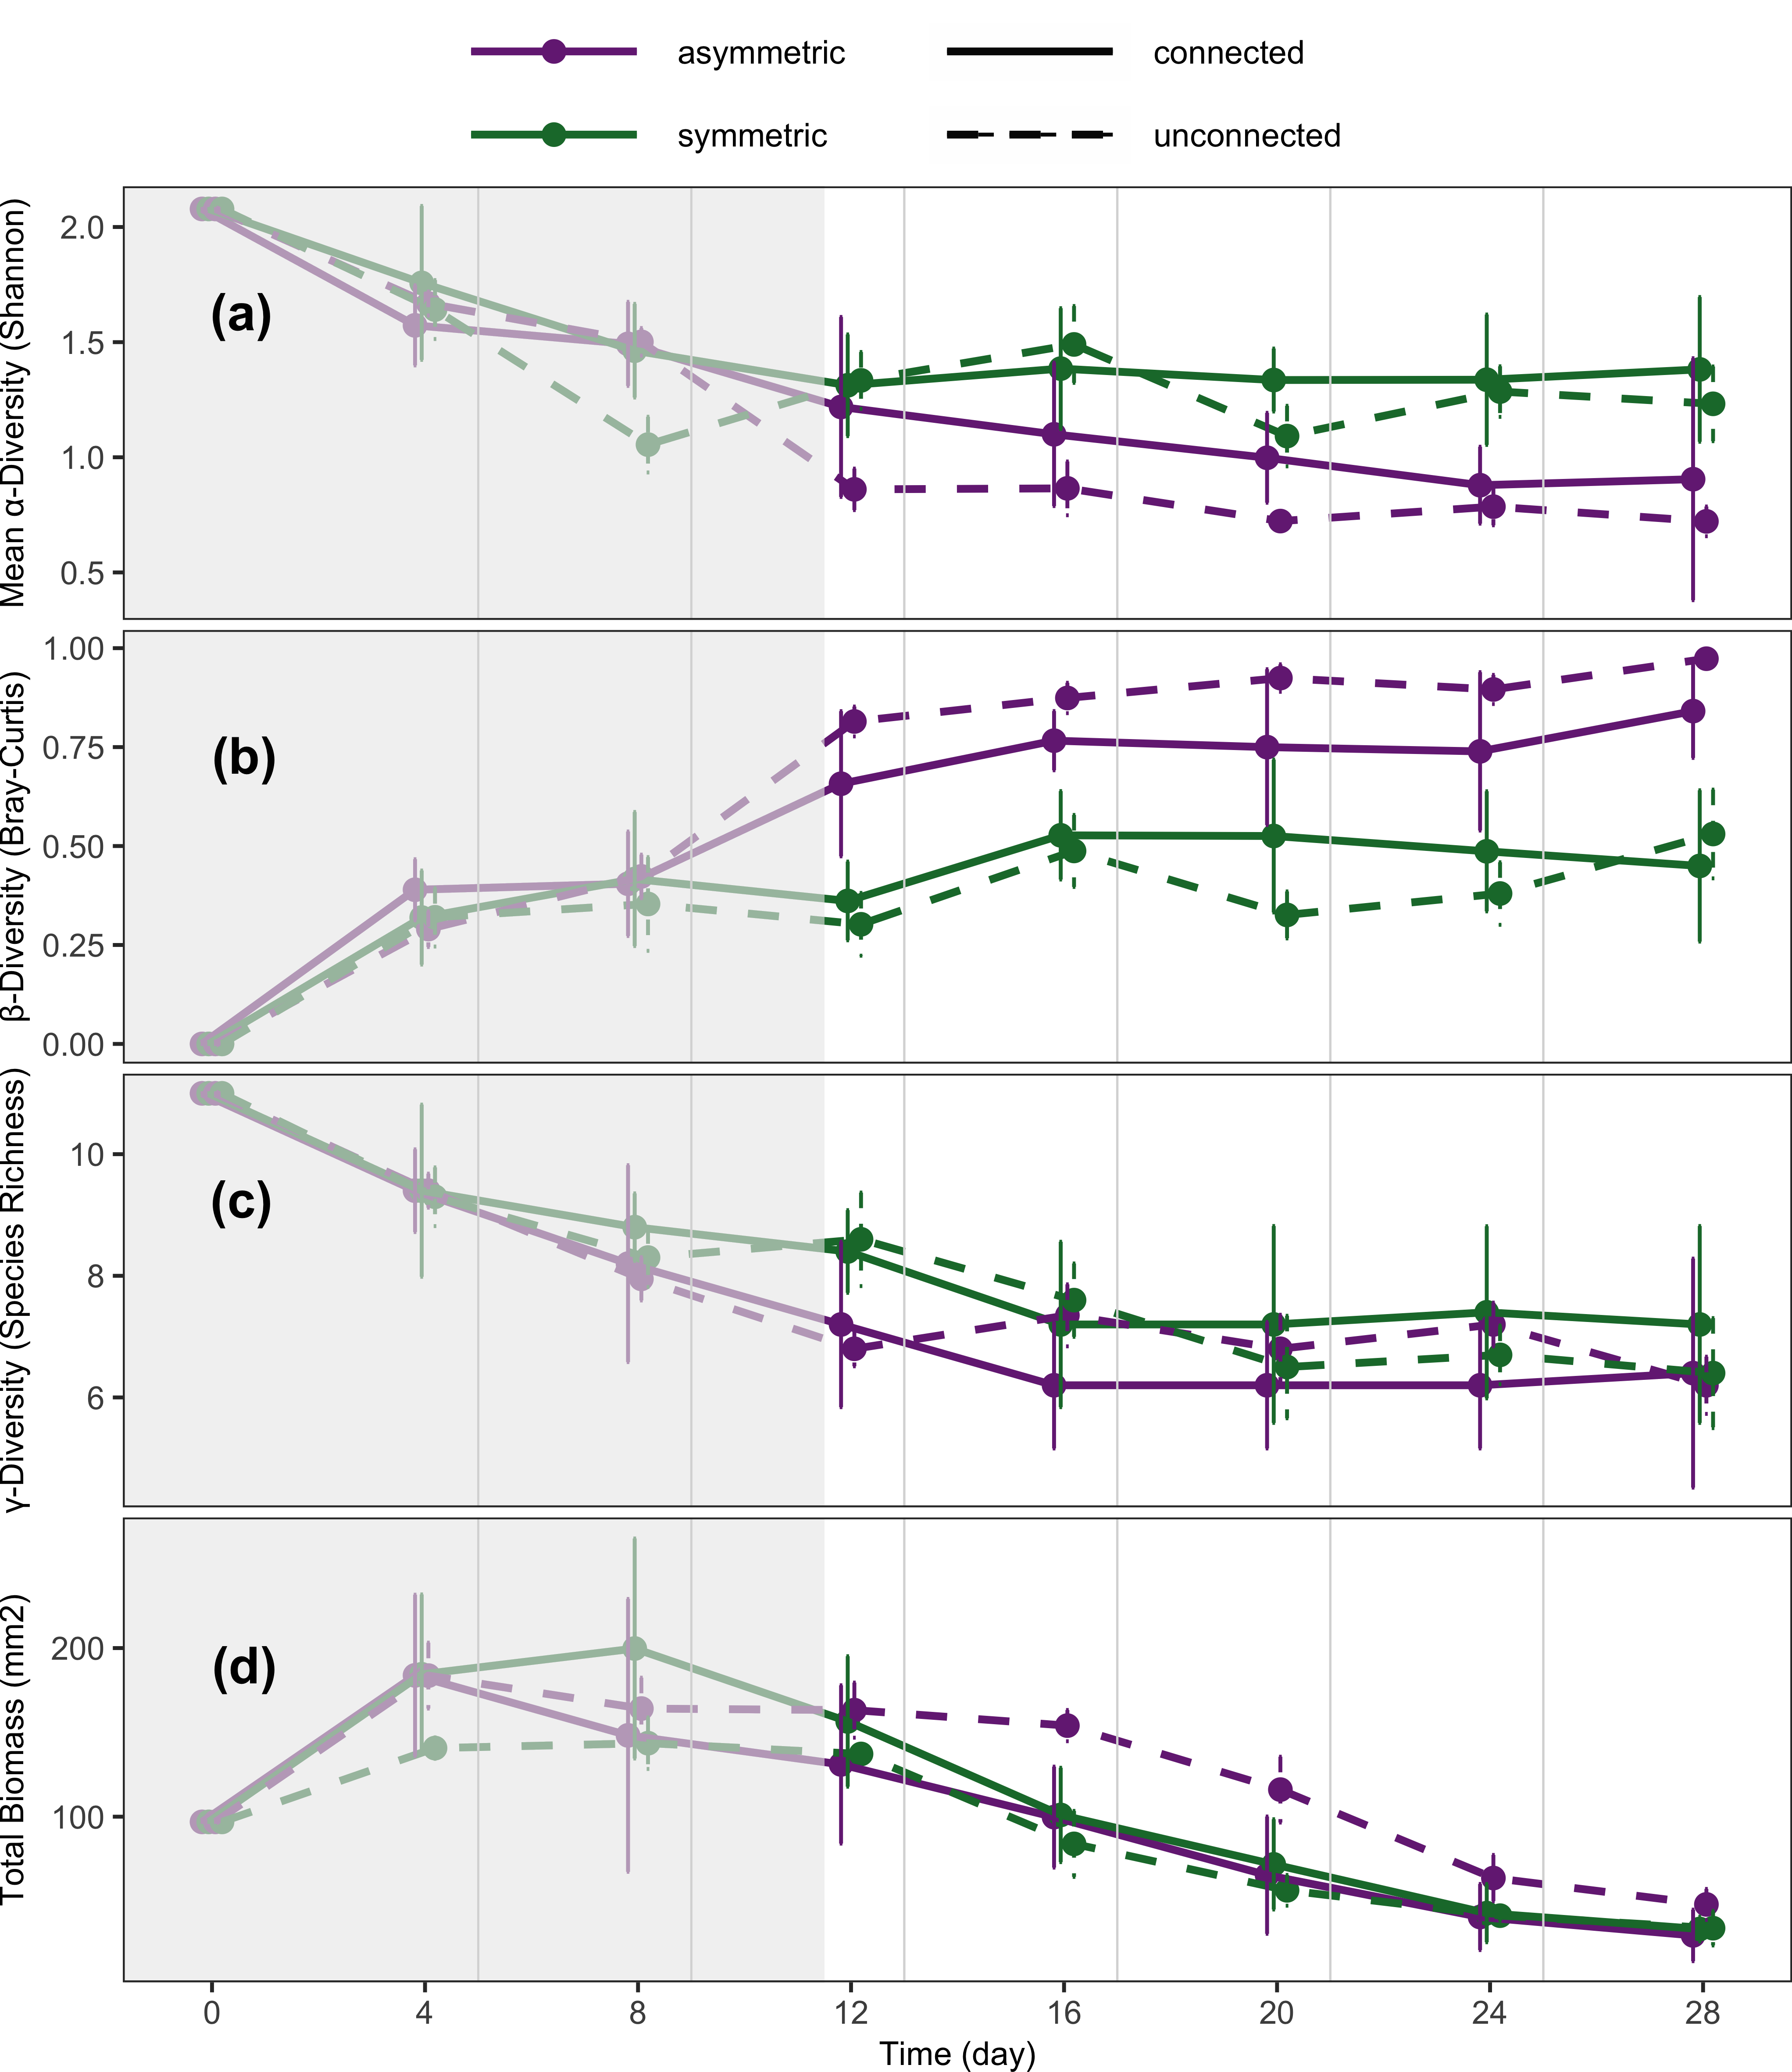 asymmetric
connected
symmetric
unconnected
Mean α-Diversity (Shannon)
2.0
1.5
1.0
0.5
(a)
β-Diversity (Bray-Curtis)
1.00
0.75
0.50
0.25
0.00
(b)
γ-Diversity (Species Richness)
10
8
6
(c)
Total Biomass (mm2)
200
100
(d)
0 4 8 12 16 20 24 28
Time (day)